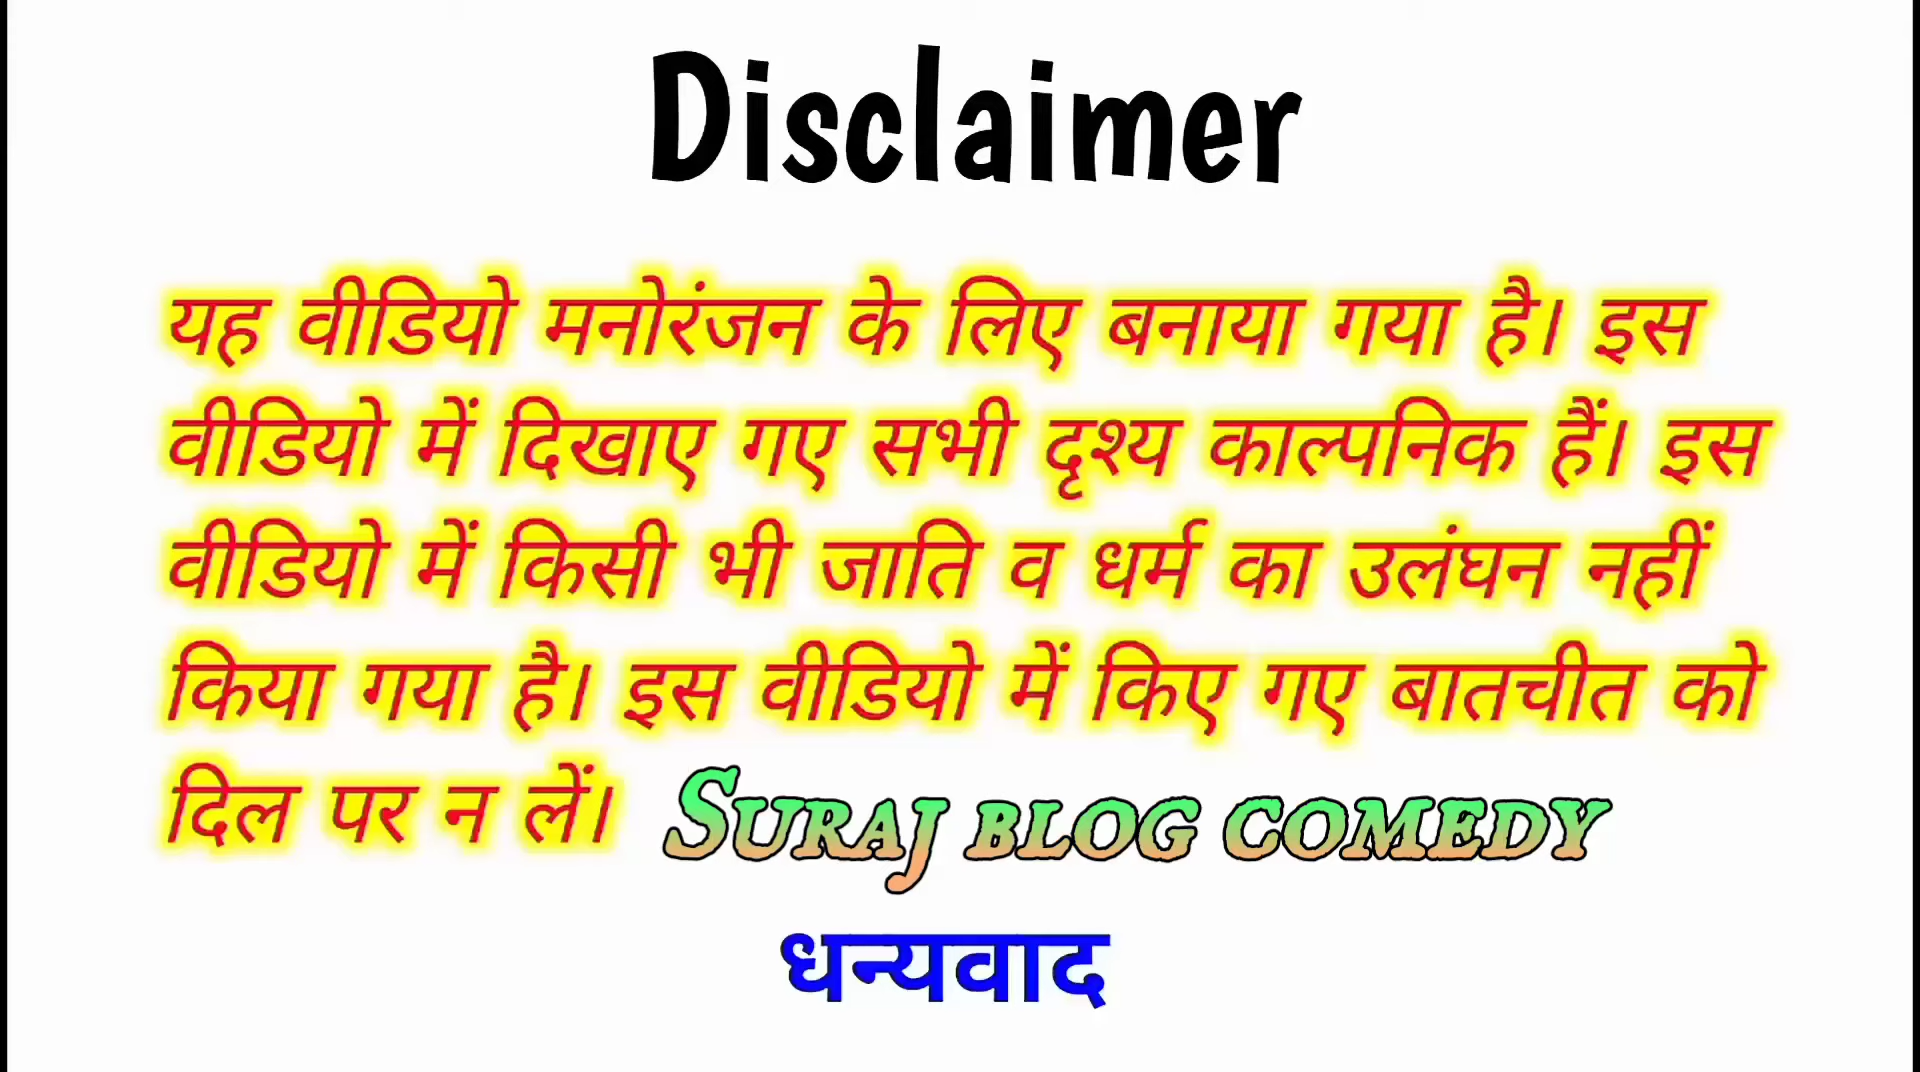 Disclaimer
यह वीडियो मनोरंजन के लिए बनाया गया है। इस
वीडियो में दिखाए गए सभी दृश्य काल्पनिक हैं। इस
वीडियो में किसी भी जाति व धर्म का उलंघन नहीं
किया गया है। इस वीडियो में किए गए बातचीत को
दिल पर न लें। SURAJ BLOG COMEDY
धन्यवाद